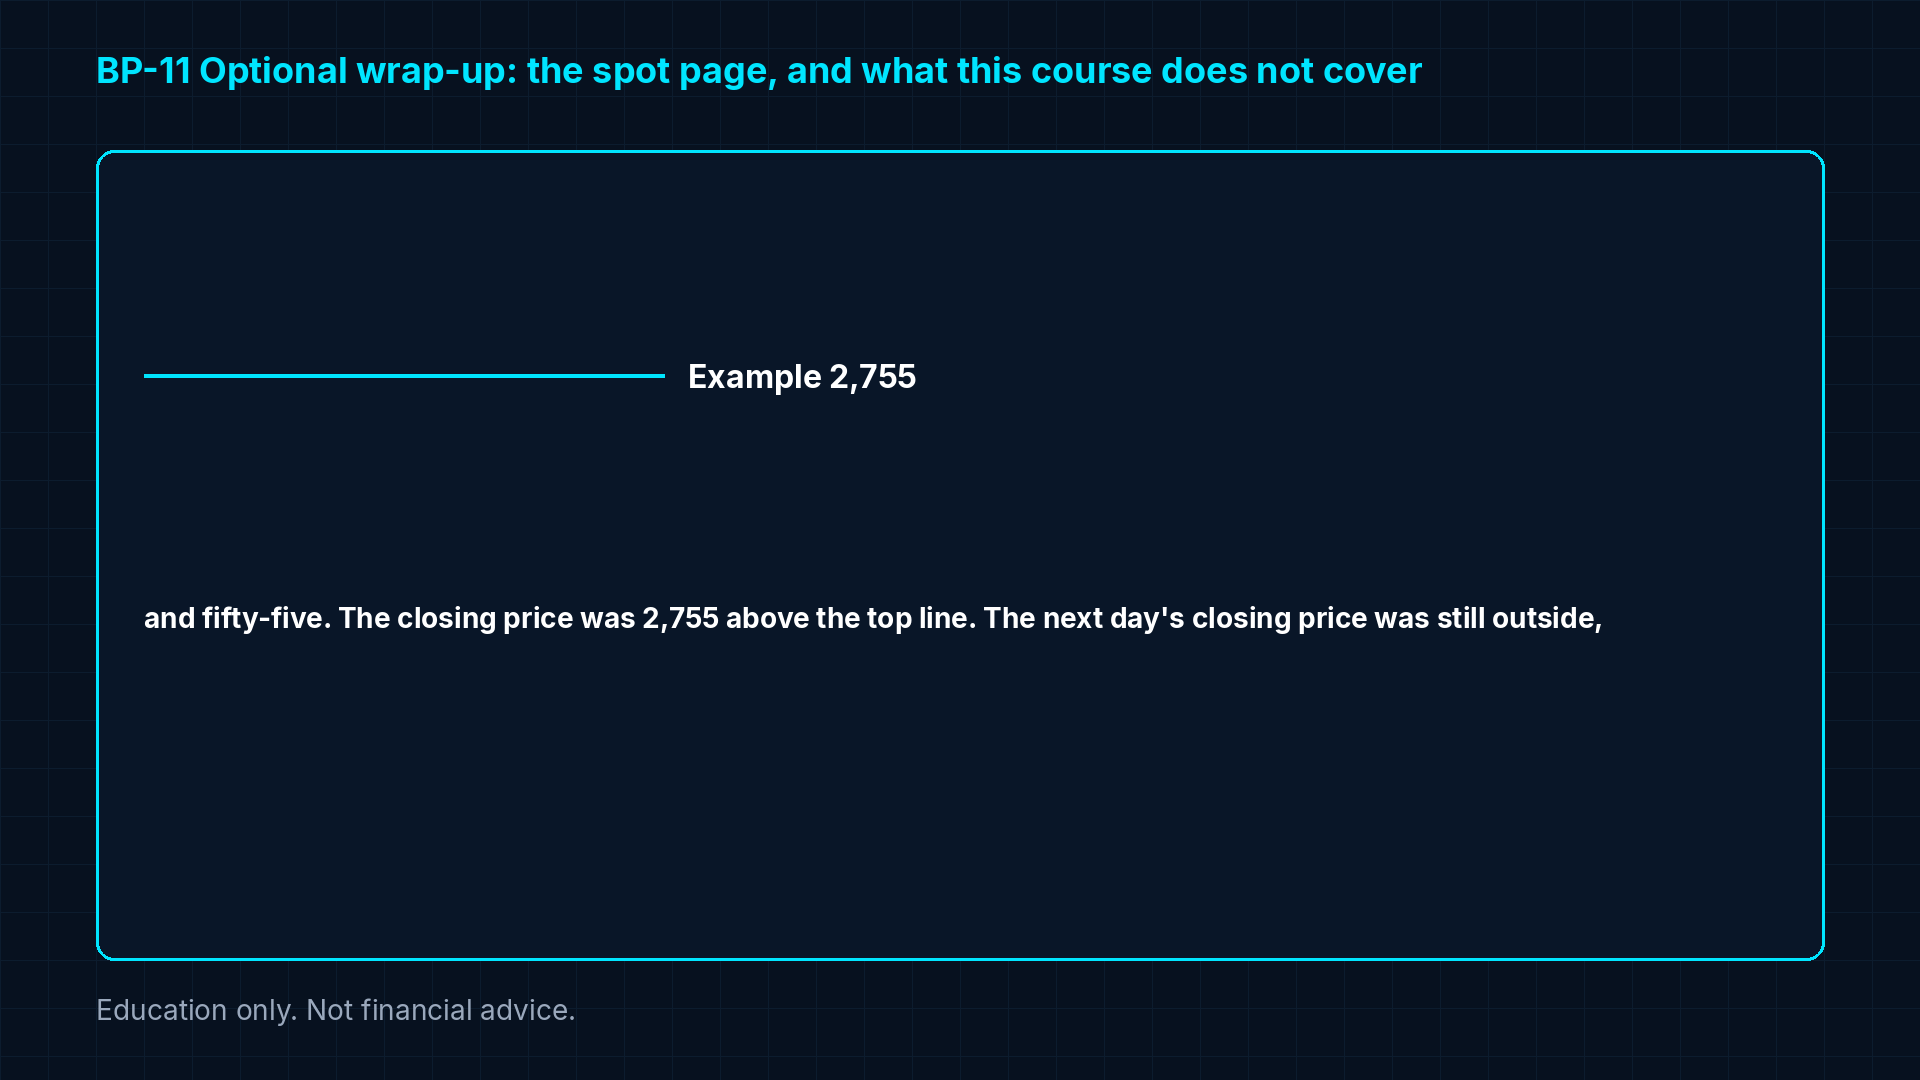 BP-11 Optional wrap-up: the spot page, and what this course does not cover
Example 2,755
and fifty-five. The closing price was 2,755 above the top line. The next day's closing price was still outside,
Education only. Not financial advice.